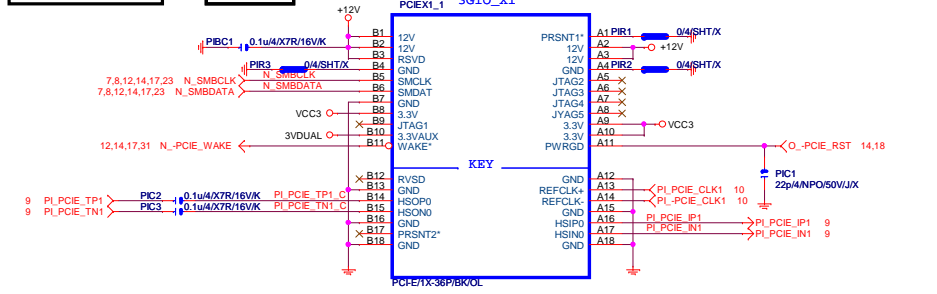 PCIEX1_1
SGIO_X1
+12V
B1 12V PRSNT1* A1 PIR1 0/4/SHT/X
PIBC1 0.1u/4/X7R/16V/K B2 12V 12V A2 +12V
B3 RSVD 12V A3
PIR3 0/4/SHT/X B4 GND GND A4 PIR2 0/4/SHT/X
7,8,12,14,17,23 N_SMBCLK N_SMBCLK B5 SMCLK JTAG2 A5
7,8,12,14,17,23 N_SMBDATA N_SMBDATA B6 SMDAT JTAG3 A6
B7 GND JTAG4 A7
VCC3 B8 3.3V JYAG5 A8
B9 JTAG1 3.3V A9 VCC3
3VDUAL B10 3.3VAUX 3.3V A10
12,14,17,31 N_-PCIE_WAKE B11 WAKE* PWRGD A11 O_-PCIE_RST 14,18
KEY
PIC1
22p/4/NPO/50V/J/X
B12 RVSD GND A12
B13 GND REFCLK+ A13 PI_PCIE_CLK1 10
9 PI_PCIE_TP1 PIC2 0.1u/4/X7R/16V/K PI_PCIE_TP1_C B14 HSOP0 REFCLK- A14 PI_-PCIE_CLK1 10
9 PI_PCIE_TN1 PIC3 0.1u/4/X7R/16V/K PI_PCIE_TN1_C B15 HSON0 GND A15
B16 GND HSIP0 A16 PI_PCIE_IP1 PI_PCIE_IP1 9
B17 PRSNT2* HSIN0 A17 PI_PCIE_IN1 PI_PCIE_IN1 9
B18 GND GND A18
PCI-E/1X-36P/BK/OL